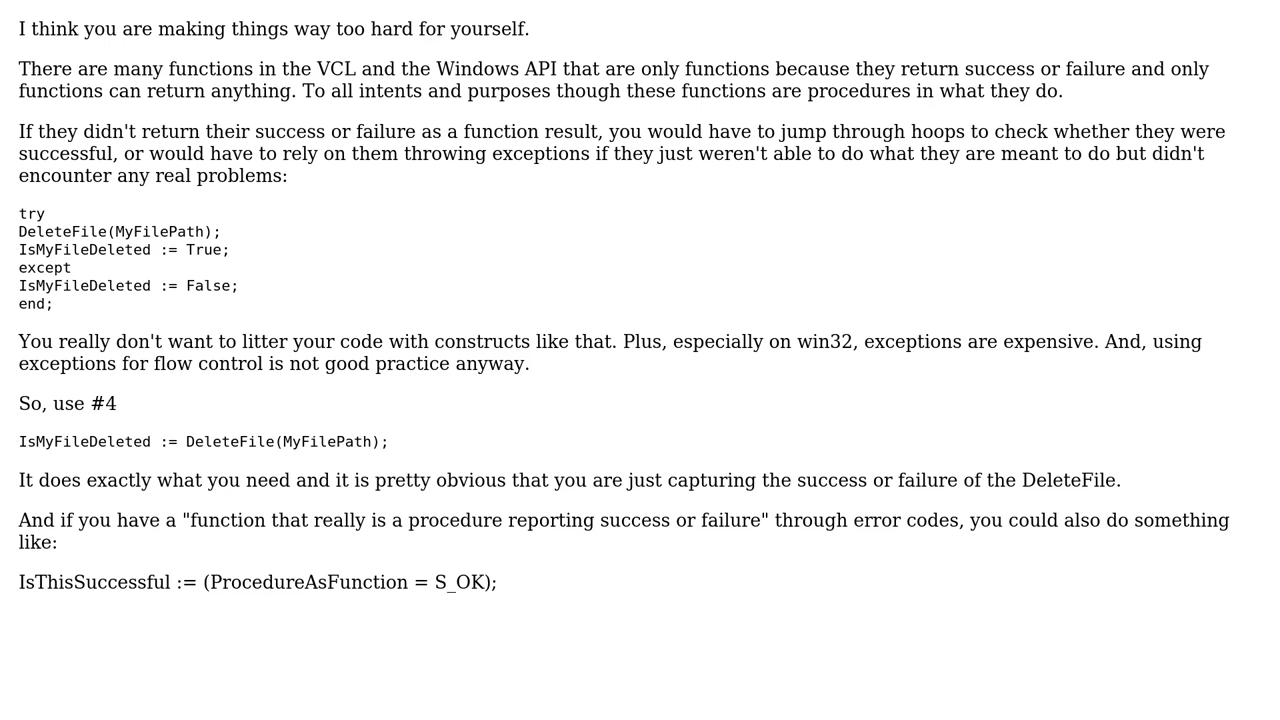 I think you are making things way too hard for yourself.
There are many functions in the VCL and the Windows API that are only functions because they return success or failure and only
functions can return anything. To all intents and purposes though these functions are procedures in what they do.
If they didn't return their success or failure as a function result, you would have to jump through hoops to check whether they were
successful, or would have to rely on them throwing exceptions if they just weren't able to do what they are meant to do but didn't
encounter any real problems:
try
DeleteFile(MyFilePath);
IsMyFileDeleted := True;
except
IsMyFileDeleted := False;
end;
You really don't want to litter your code with constructs like that. Plus, especially on win32, exceptions are expensive. And, using
exceptions for flow control is not good practice anyway.
So, use #4
IsMyFileDeleted := DeleteFile(MyFilePath);
It does exactly what you need and it is pretty obvious that you are just capturing the success or failure of the DeleteFile.
And if you have a "function that really is a procedure reporting success or failure" through error codes, you could also do something
like:
IsThisSuccessful := (ProcedureAsFunction = S_OK);